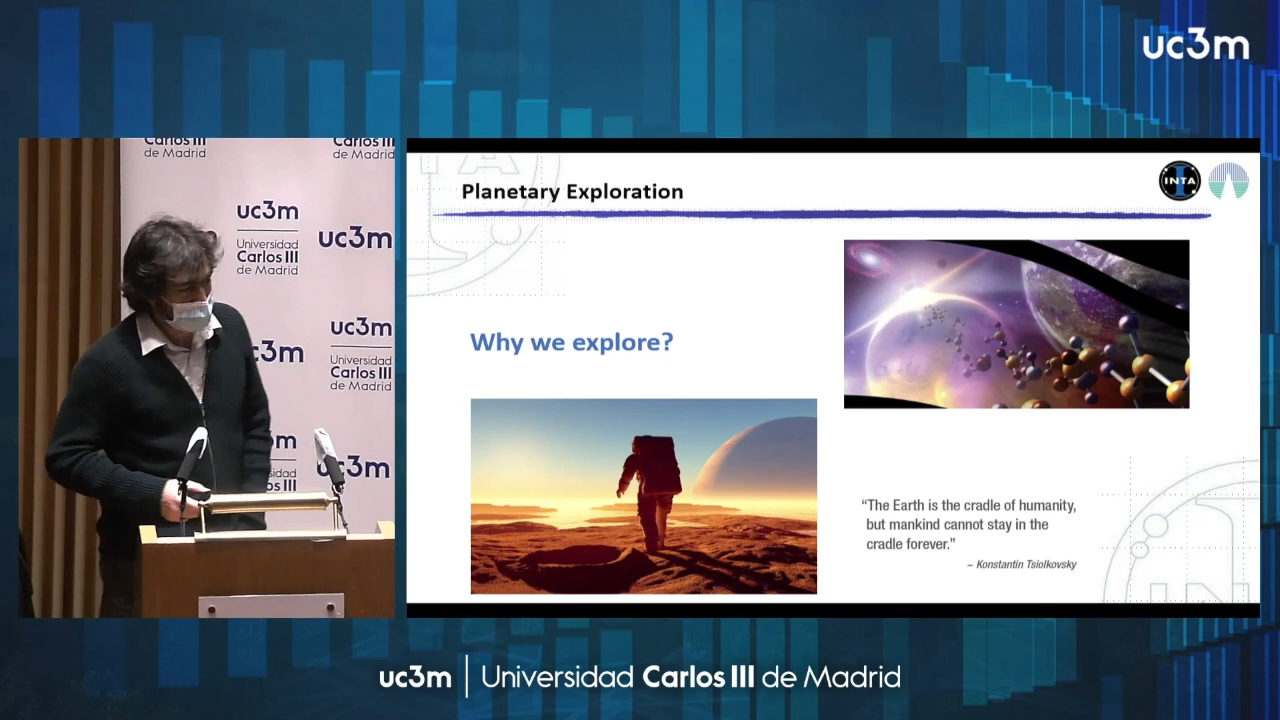 uc3m
Carlos III
de Madrid
Carlos III
de Madrid
uc3m
Universidad
Carlos III
de Madrid
uc3m
uc3m
Universidad
Carlos III
de Madrid
uc3m
Planetary Exploration
INTA
Why we explore?
“The Earth is the cradle of humanity,
but mankind cannot stay in the
cradle forever.”
~ Konstantin Tsiolkovsky
uc3m | Universidad Carlos III de Madrid